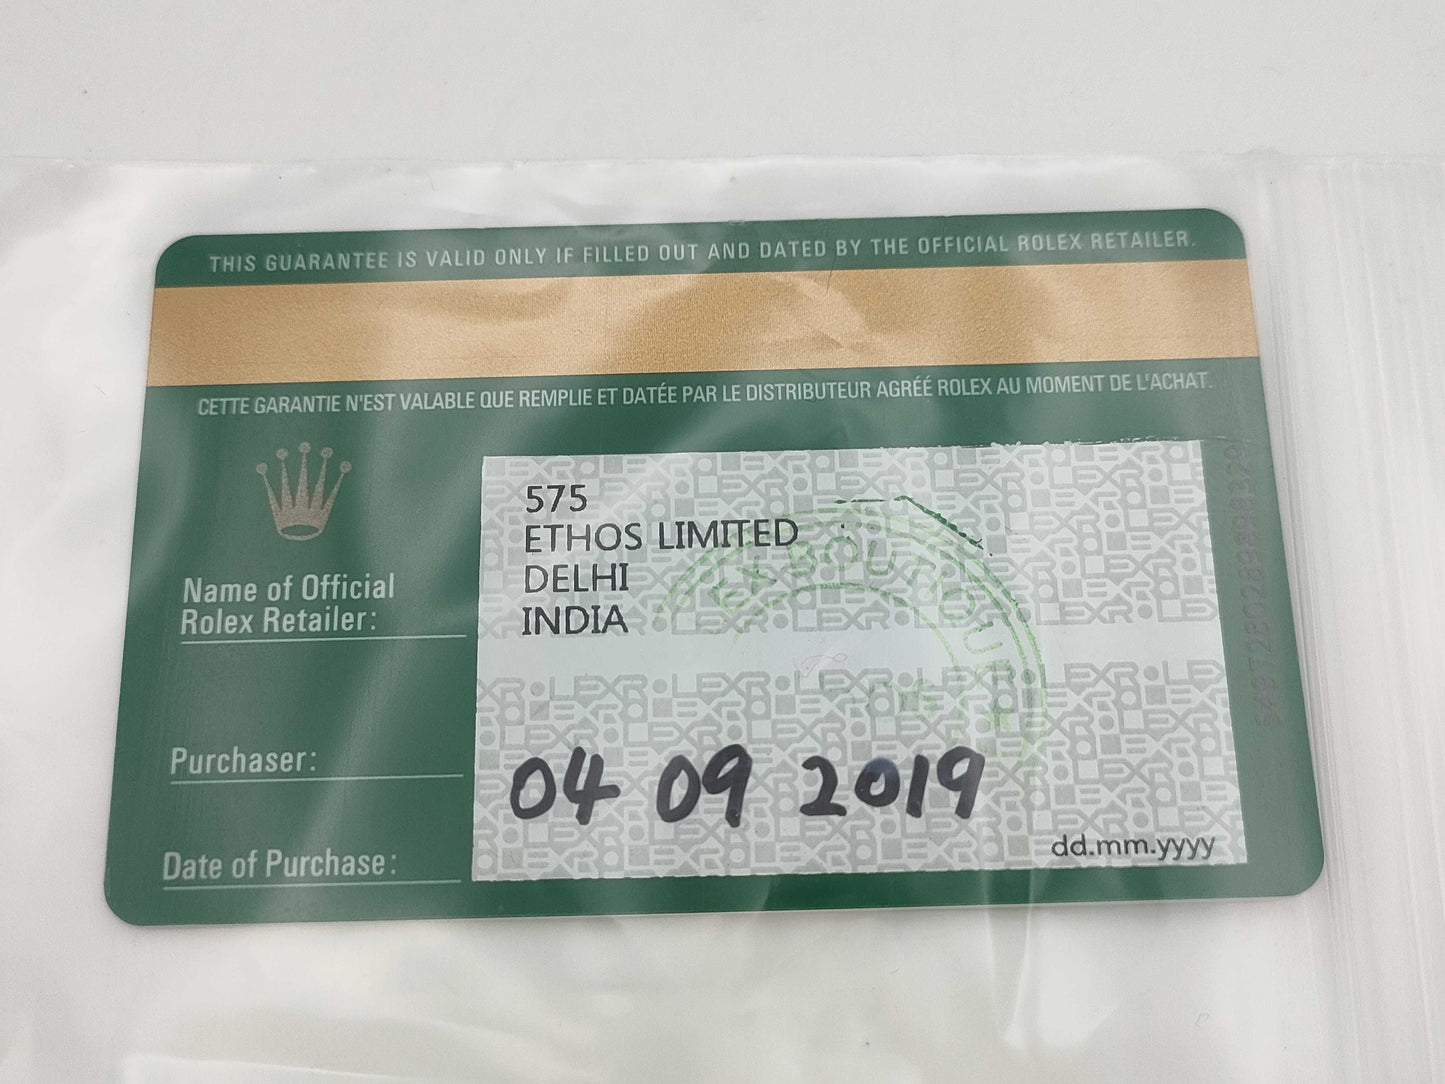 THIS GUARANTEE IS VALID ONLY IF FILLED OUT AND DATED BY THE OFFICIAL ROLEX RETAILER.
CETTE GARANTIE N'EST VALABLE QUE REMPLIE ET DATÉE PAR LE DISTRIBUTEUR AGRÉÉ ROLEX AU MOMENT DE L'ACHAT.
575
ETHOS LIMITED
DELHI
INDIA
BOUTIQUE
Name of Official
Rolex Retailer:
Purchaser:
04 09 2019
dd.mm.yyyy
Date of Purchase: